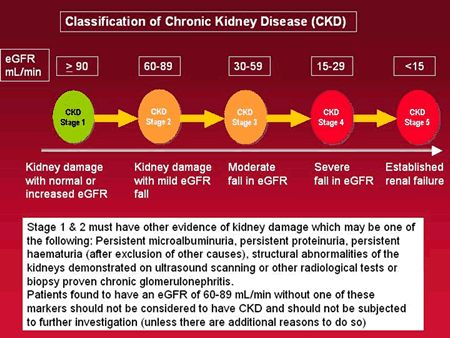 Classification of Chronic Kidney Disease (CKD)
eGFR
mL/min
≥ 90
60-89
30-59
15-29
<15
CKD
Stage 1
CKD
Stage 2
CKD
Stage 3
CKD
Stage 4
CKD
Stage 5
Kidney damage
with normal or
increased eGFR
Kidney damage
with mild eGFR
fall
Moderate
fall in eGFR
Severe
fall in eGFR
Established
renal failure
Stage 1 & 2 must have other evidence of kidney damage which may be one of
the following: Persistent microalbuminuria, persistent proteinuria, persistent
haematuria (after exclusion of other causes), structural abnormalities of
the kidneys demonstrated on ultrasound scanning or other radiological tests or
biopsy proven chronic glomerulonephritis.
Patients found to have an eGFR of 60-89 mL/min without one of these
markers should not be considered to have CKD and should not be subjected
to further investigation (unless there are additional reasons to do so)